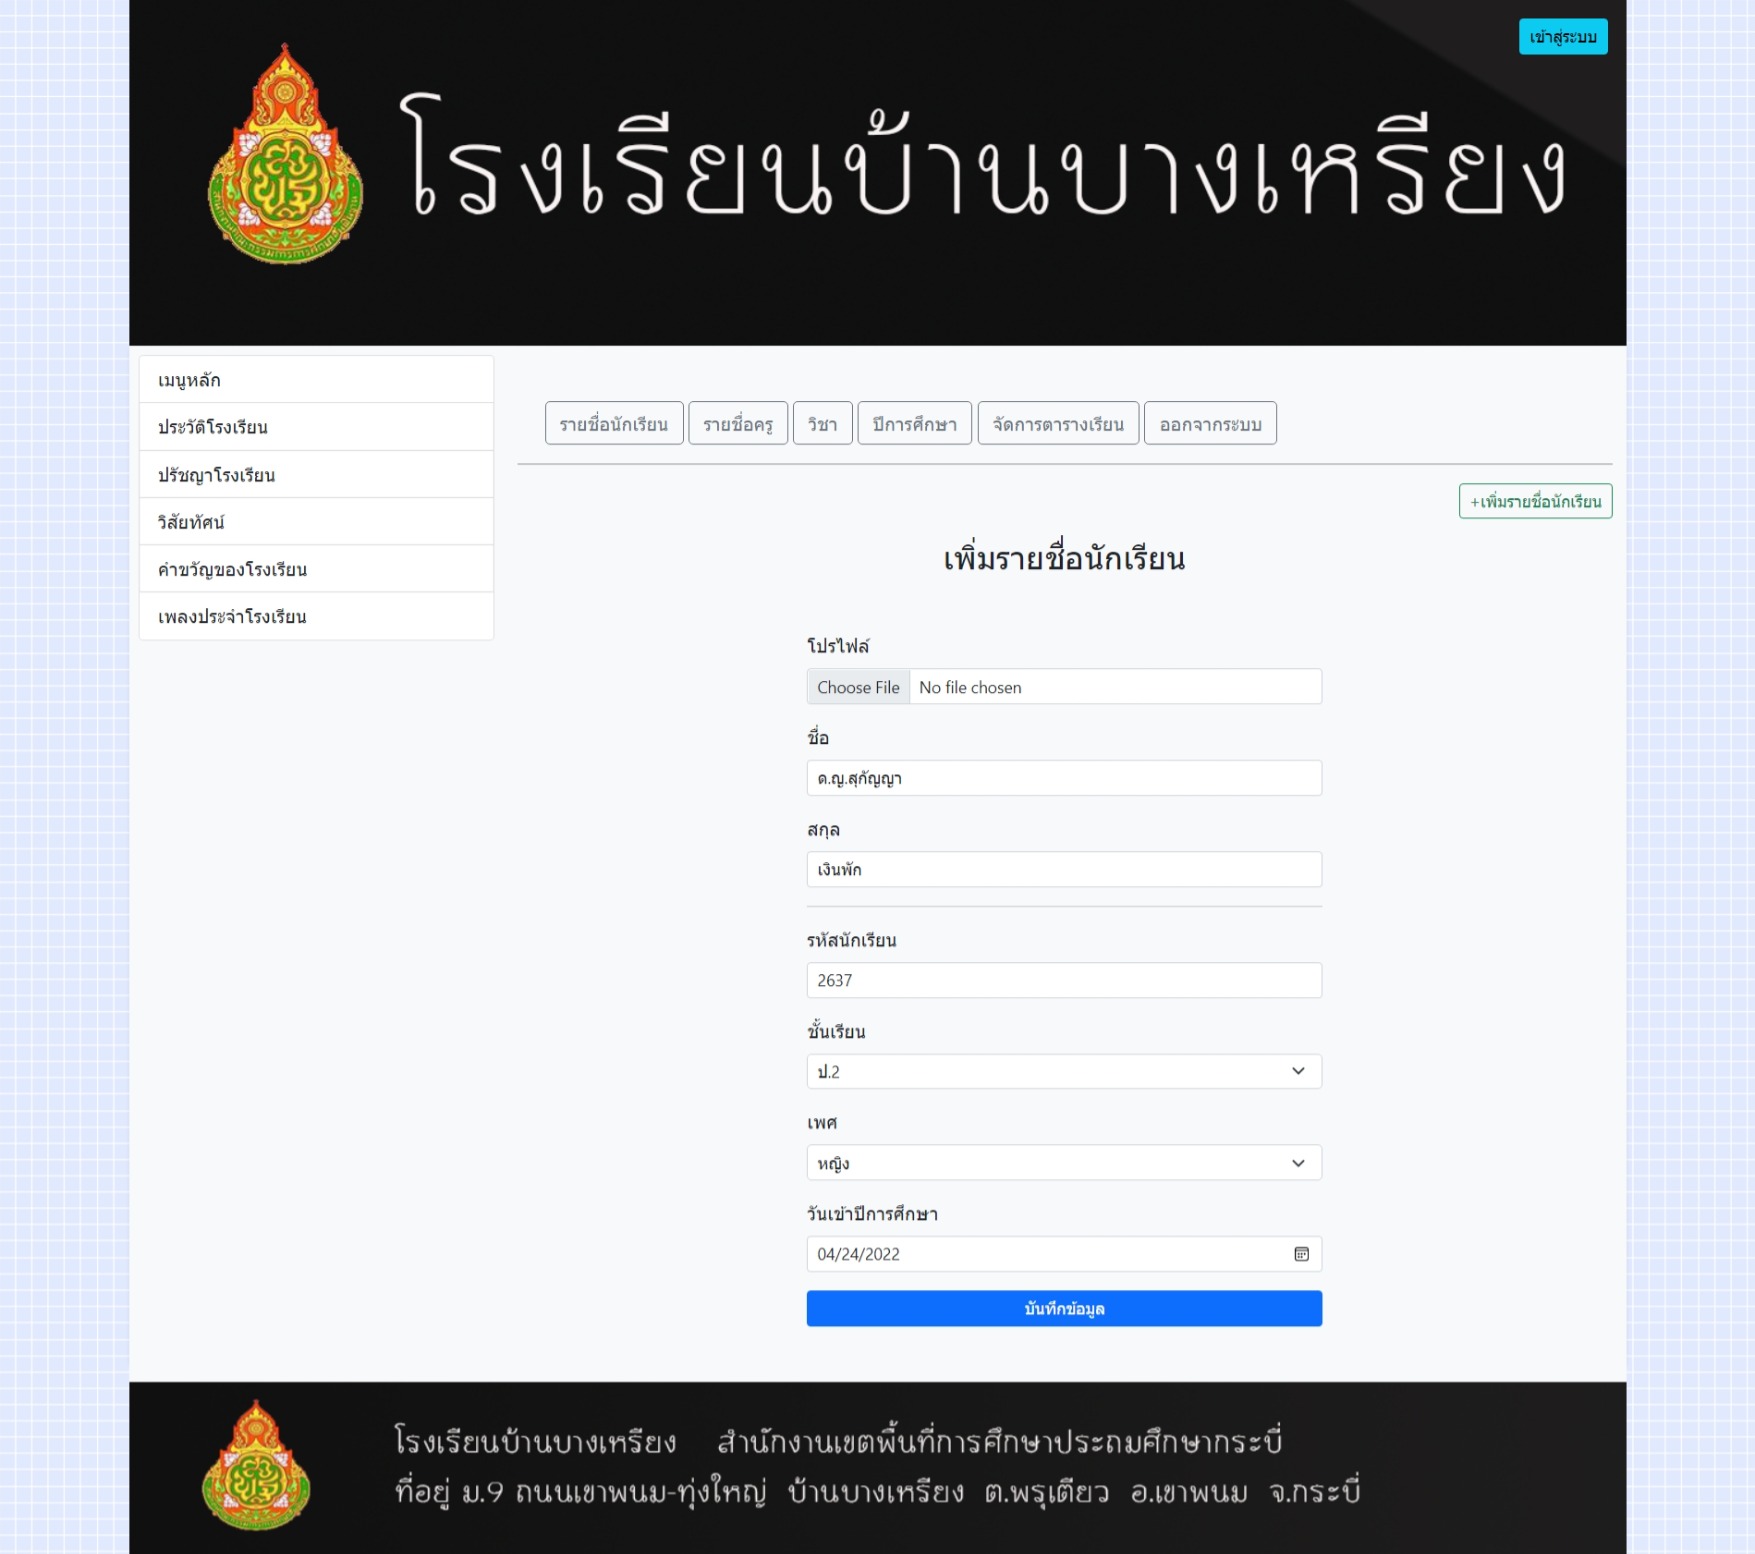 เข้าสู่ระบบ
โรงเรียนบ้านบางเหรียง
เมนูหลัก
ประวัติโรงเรียน
ปรัชญาโรงเรียน
วิสัยทัศน์
คำขวัญของโรงเรียน
เพลงประจำโรงเรียน
รายชื่อนักเรียน รายชื่อครู วิชา ปีการศึกษา จัดการตารางเรียน ออกจากระบบ
+เพิ่มรายชื่อนักเรียน
เพิ่มรายชื่อนักเรียน
โปรไฟล์
Choose File No file chosen
ชื่อ
ด.ญ.สุกัญญา
สกุล
เงินพัก
รหัสนักเรียน
2637
ชั้นเรียน
ป.2
เพศ
หญิง
วันเข้าปีการศึกษา
04/24/2022
บันทึกข้อมูล
โรงเรียนบ้านบางเหรียง สำนักงานเขตพื้นที่การศึกษาประถมศึกษากระบี่
ที่อยู่ ม.9 ถนนเขาพนม-ทุ่งใหญ่ บ้านบางเหรียง ต.พรุเตียว อ.เขาพนม จ.กระบี่